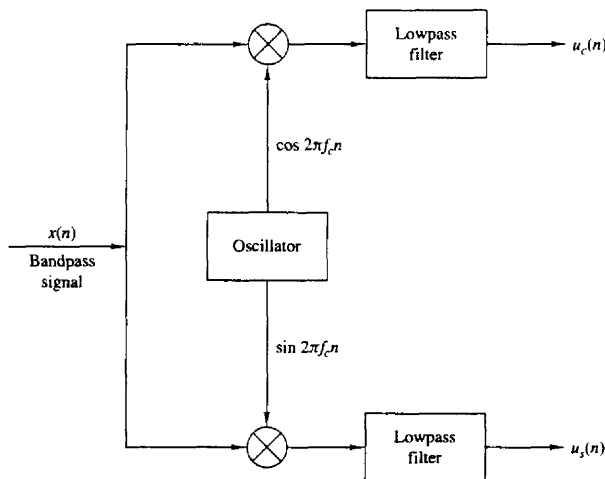 Lowpass
filter
u_c(n)
cos 2πf_cn
x(n)
Bandpass
signal
Oscillator
sin 2πf_cn
Lowpass
filter
u_s(n)